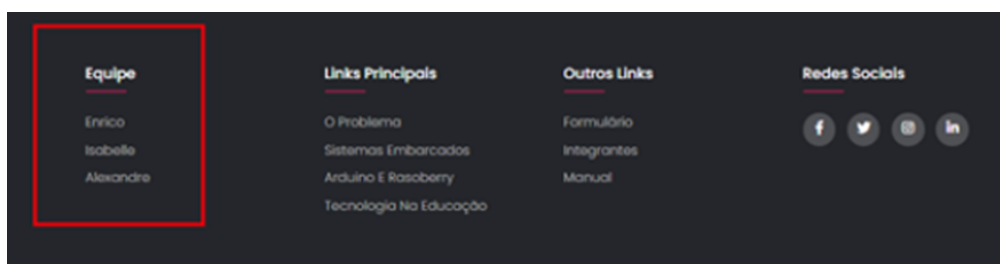 Equipe
Enrico
Isabelle
Alexandre
Links Principais
O Problema
Sistemas Embarcados
Arduino E Rasoberry
Tecnologia Na Educação
Outros Links
Formulário
Integrantes
Manual
Redes Sociais
f
in